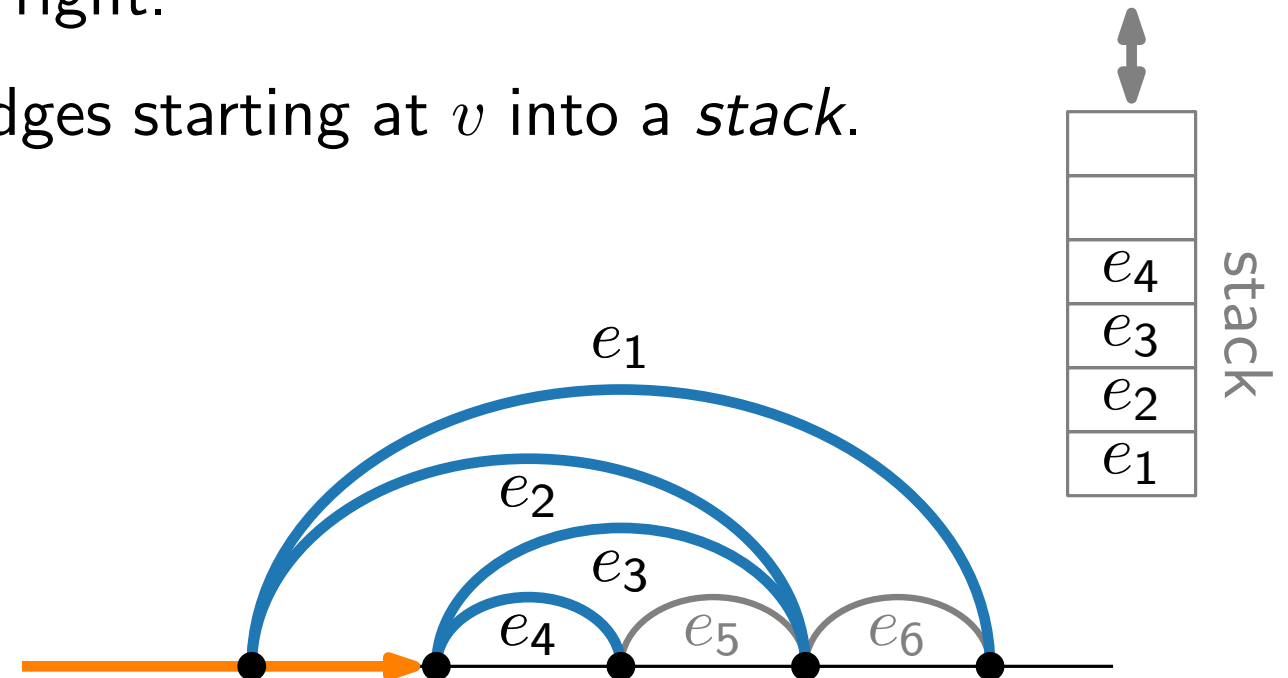 right.
dges starting at v into a stack.
e4
e3
e2
e1
stack
e1
e2
e3
e4
e5
e6